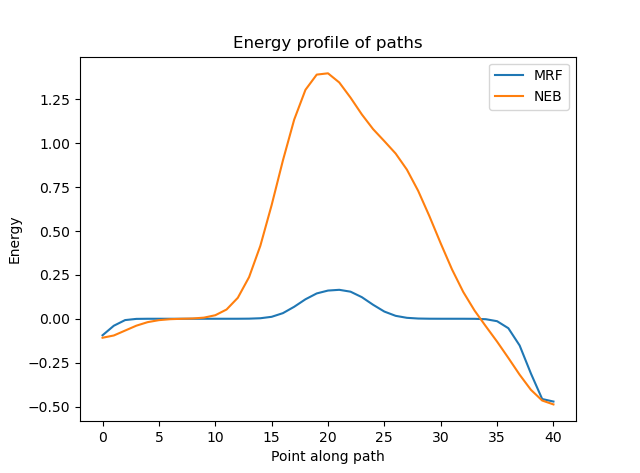 Energy profile of paths
MRF
NEB
Energy
1.25
1.00
0.75
0.50
0.25
0.00
−0.25
−0.50
0 5 10 15 20 25 30 35 40
Point along path